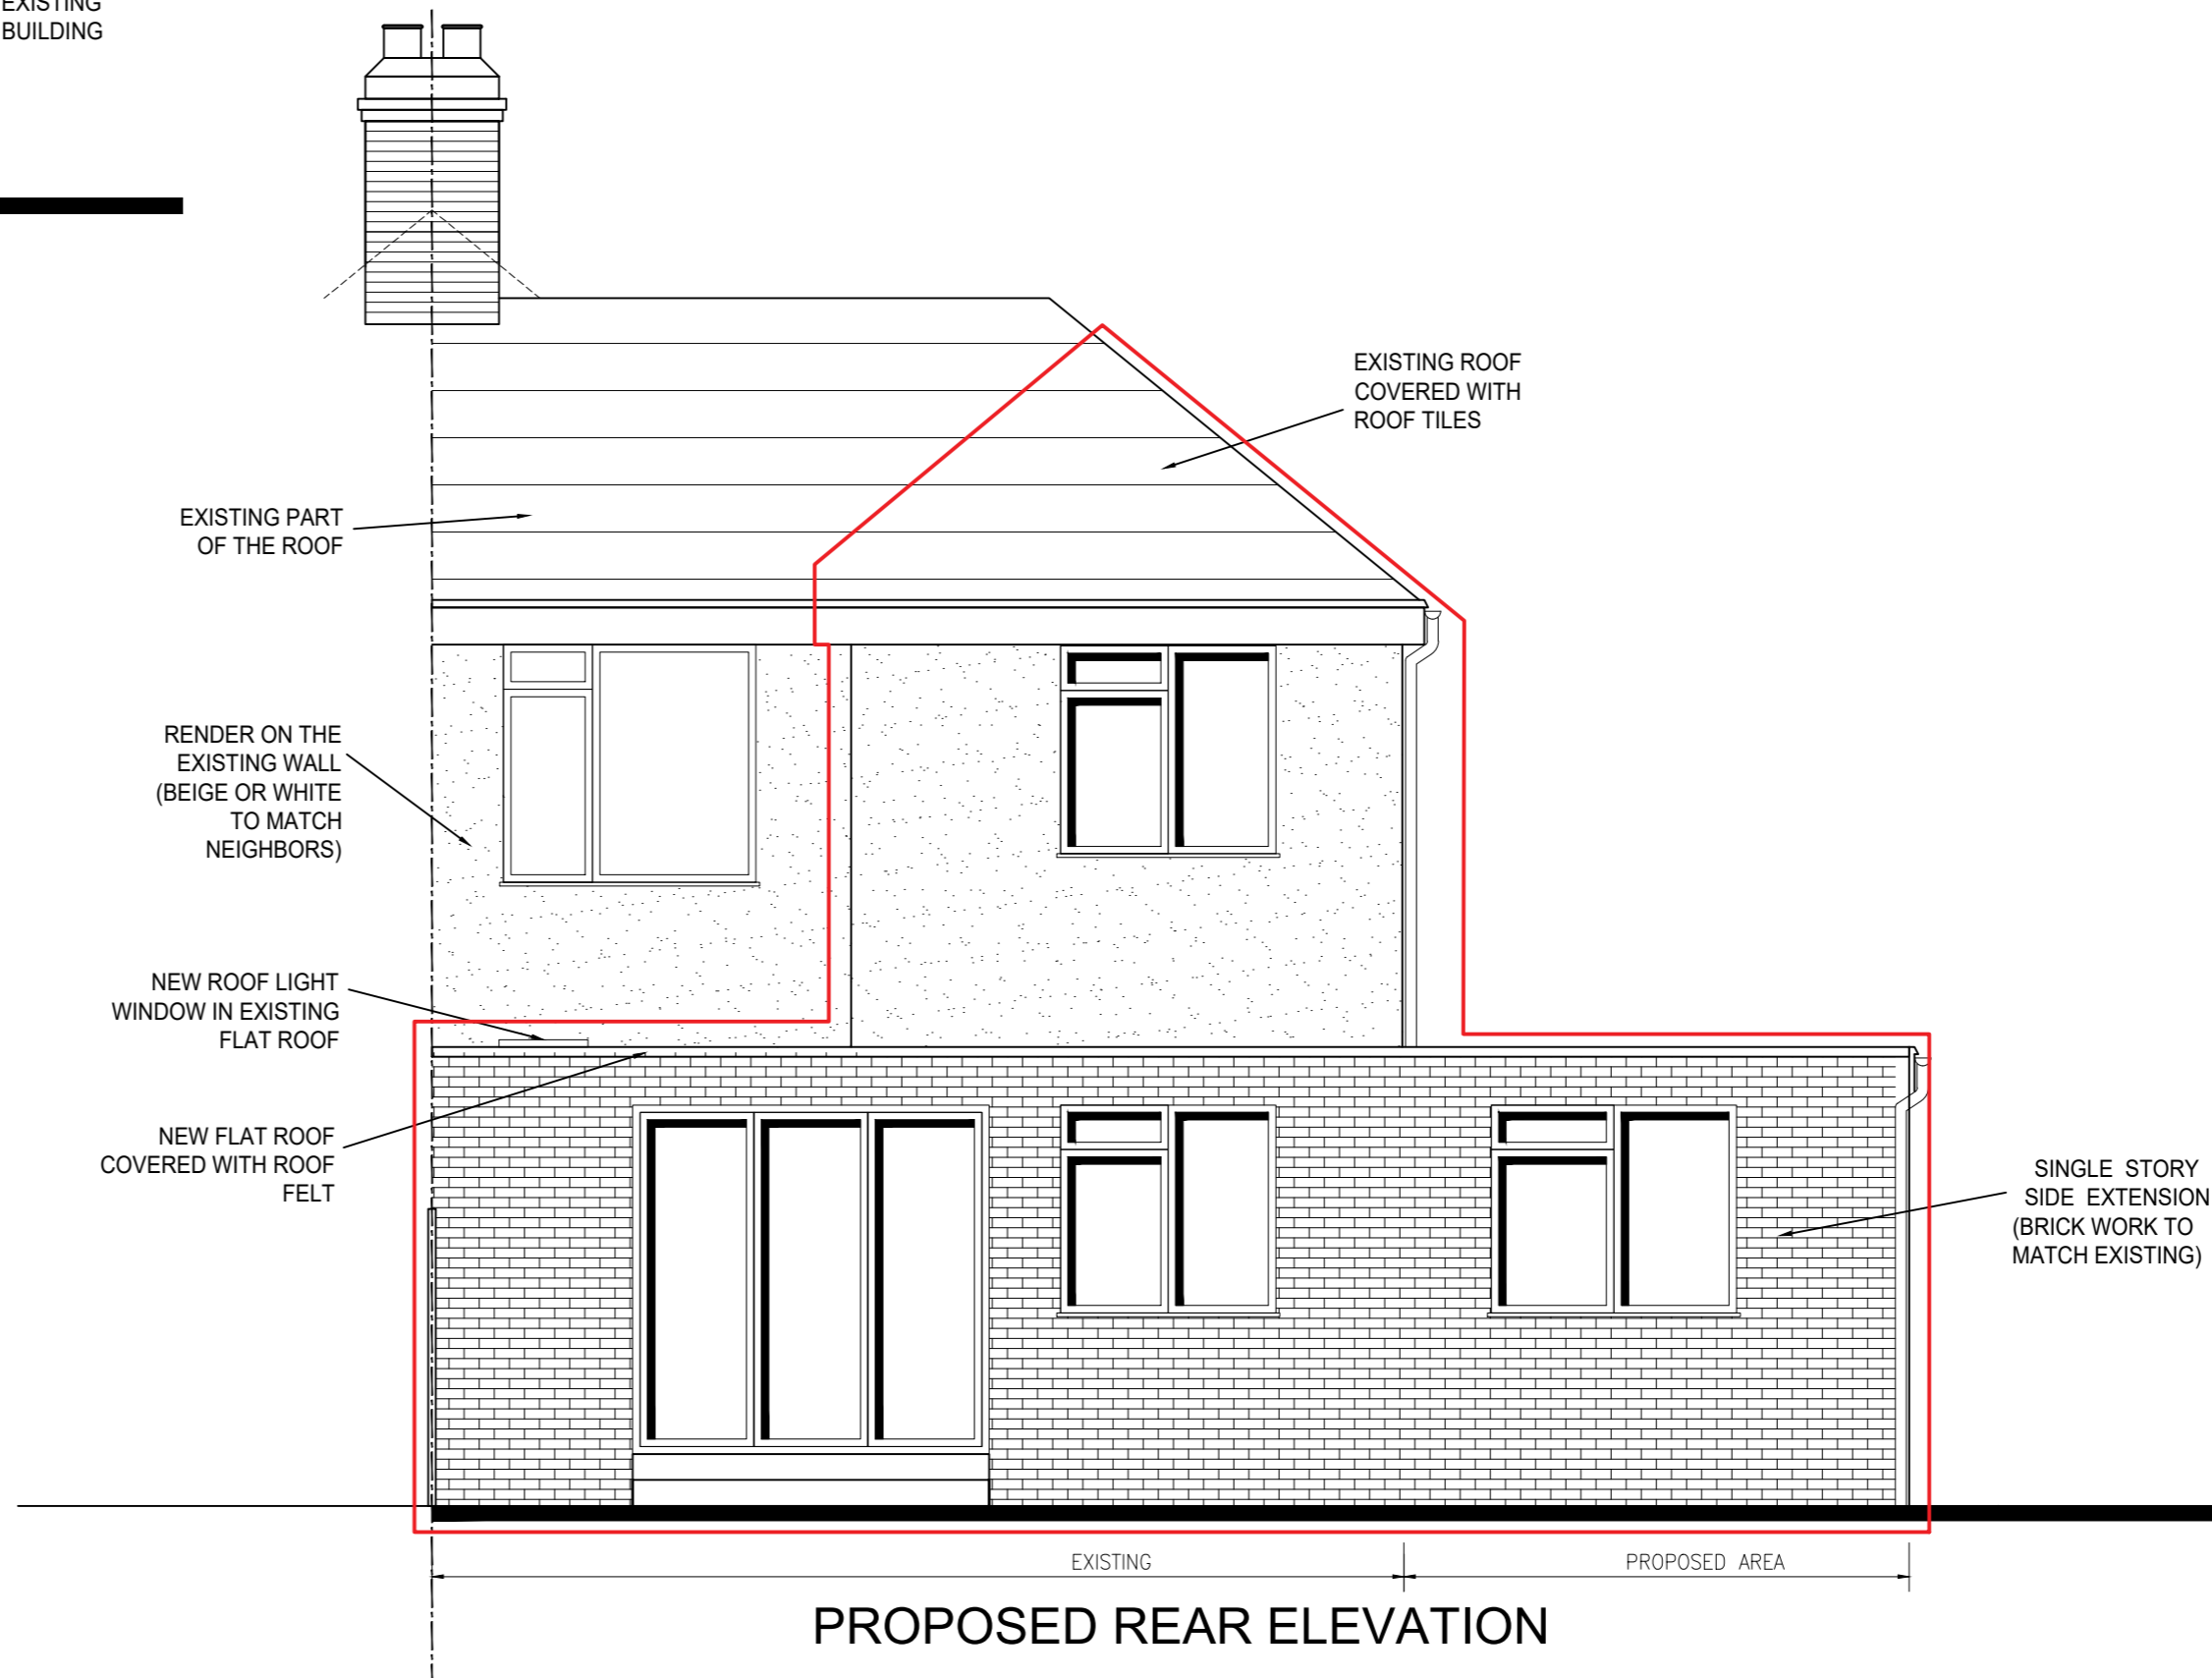 EXISTING
BUILDING
EXISTING ROOF
COVERED WITH
ROOF TILES
EXISTING PART
OF THE ROOF
RENDER ON THE
EXISTING WALL
(BEIGE OR WHITE
TO MATCH
NEIGHBORS)
NEW ROOF LIGHT
WINDOW IN EXISTING
FLAT ROOF
NEW FLAT ROOF
COVERED WITH ROOF
FELT
SINGLE STORY
SIDE EXTENSION
(BRICK WORK TO
MATCH EXISTING)
EXISTING
PROPOSED AREA
PROPOSED REAR ELEVATION